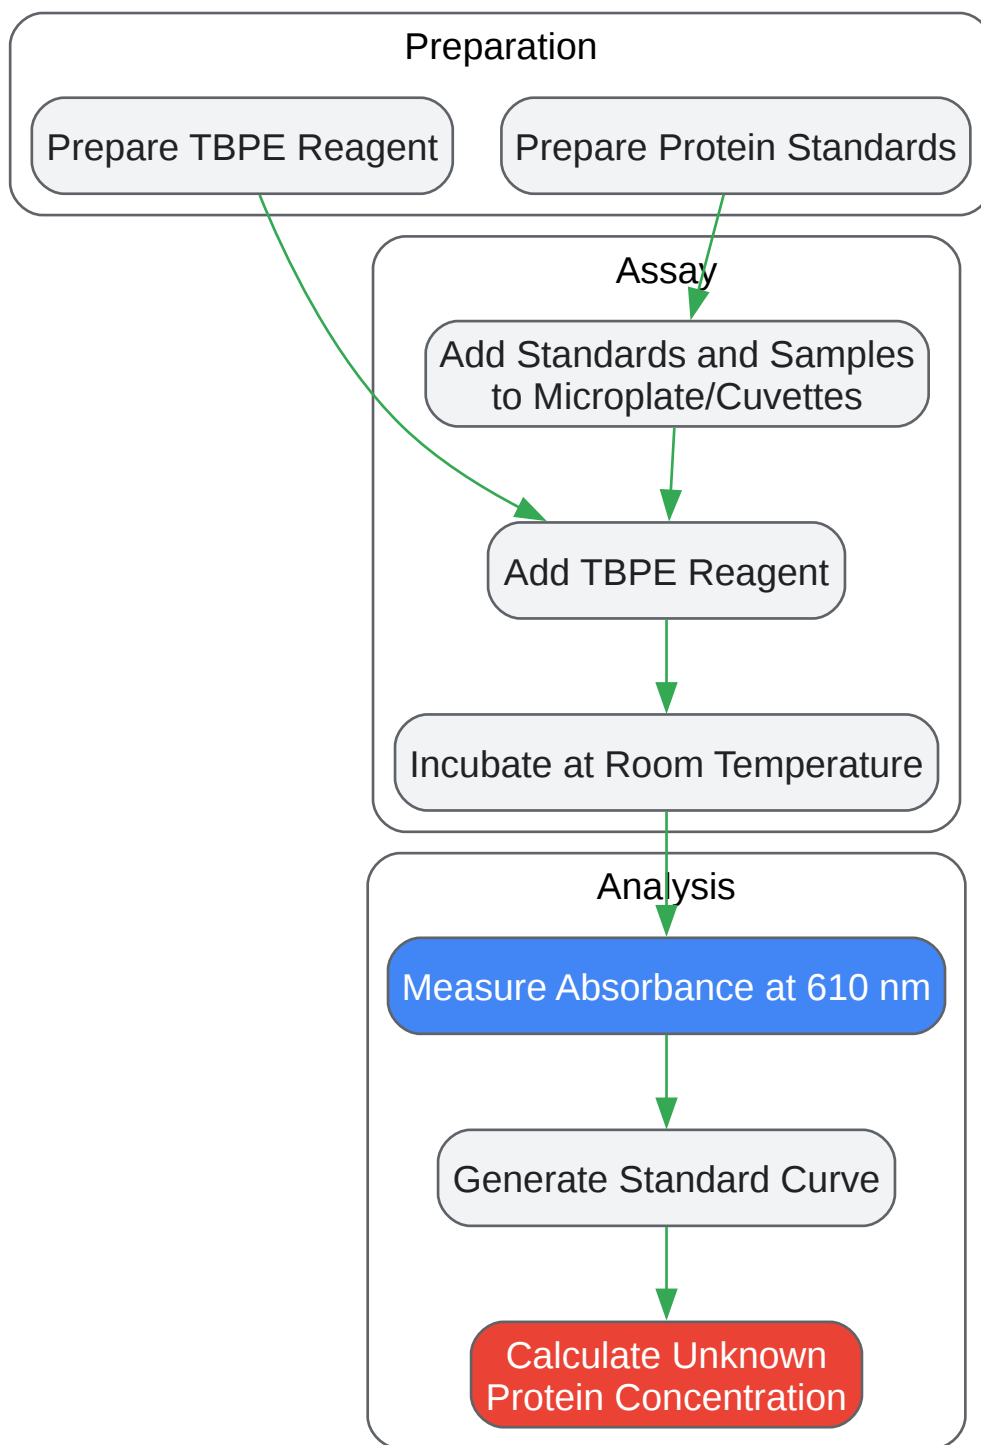 Preparation
Prepare TBPE Reagent
Prepare Protein Standards
Assay
Add Standards and Samples
to Microplate/Cuvettes
Add TBPE Reagent
Incubate at Room Temperature
Analysis
Measure Absorbance at 610 nm
Generate Standard Curve
Calculate Unknown
Protein Concentration